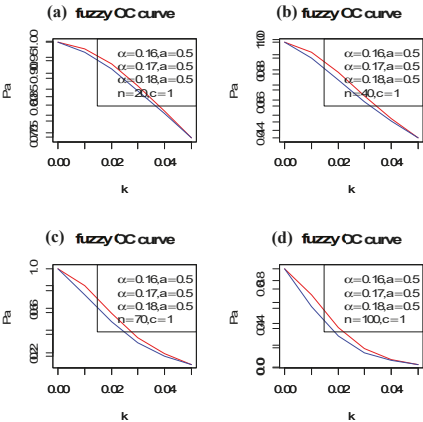 (a) fuzzy OC curve
α=0.16,a=0.5
α=0.17,a=0.5
α=0.18,a=0.5
n=20,c=1
Pa
0.00 0.02 0.04
k
(b) fuzzy OC curve
α=0.16,a=0.5
α=0.17,a=0.5
α=0.18,a=0.5
n=40,c=1
Pa
0.00 0.02 0.04
k
(c) fuzzy OC curve
α=0.16,a=0.5
α=0.17,a=0.5
α=0.18,a=0.5
n=70,c=1
Pa
1.0
0.00 0.02 0.04
k
(d) fuzzy OC curve
α=0.16,a=0.5
α=0.17,a=0.5
α=0.18,a=0.5
n=100,c=1
Pa
0.0
0.00 0.02 0.04
k